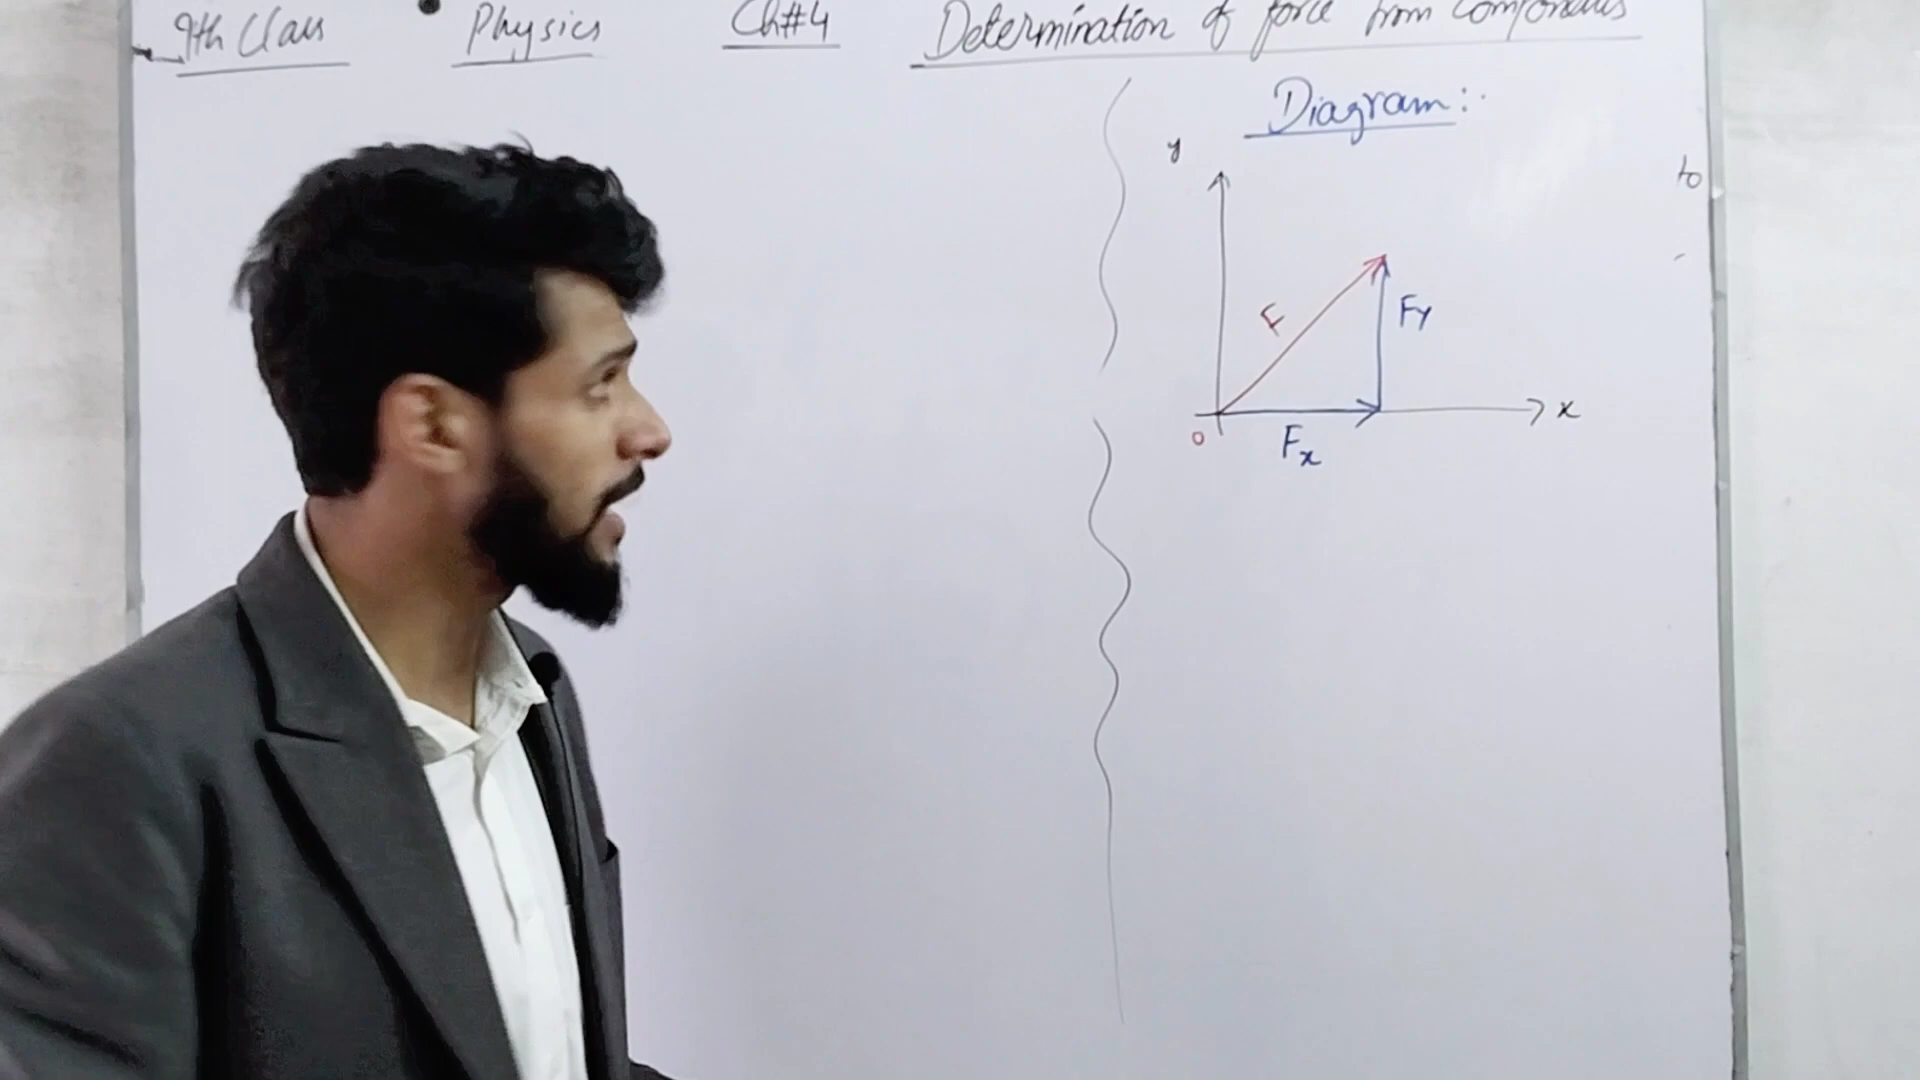 9th Class Physics Ch#4 Determination of force from components
Diagram:
y
to
F
Fy
x
o
Fx